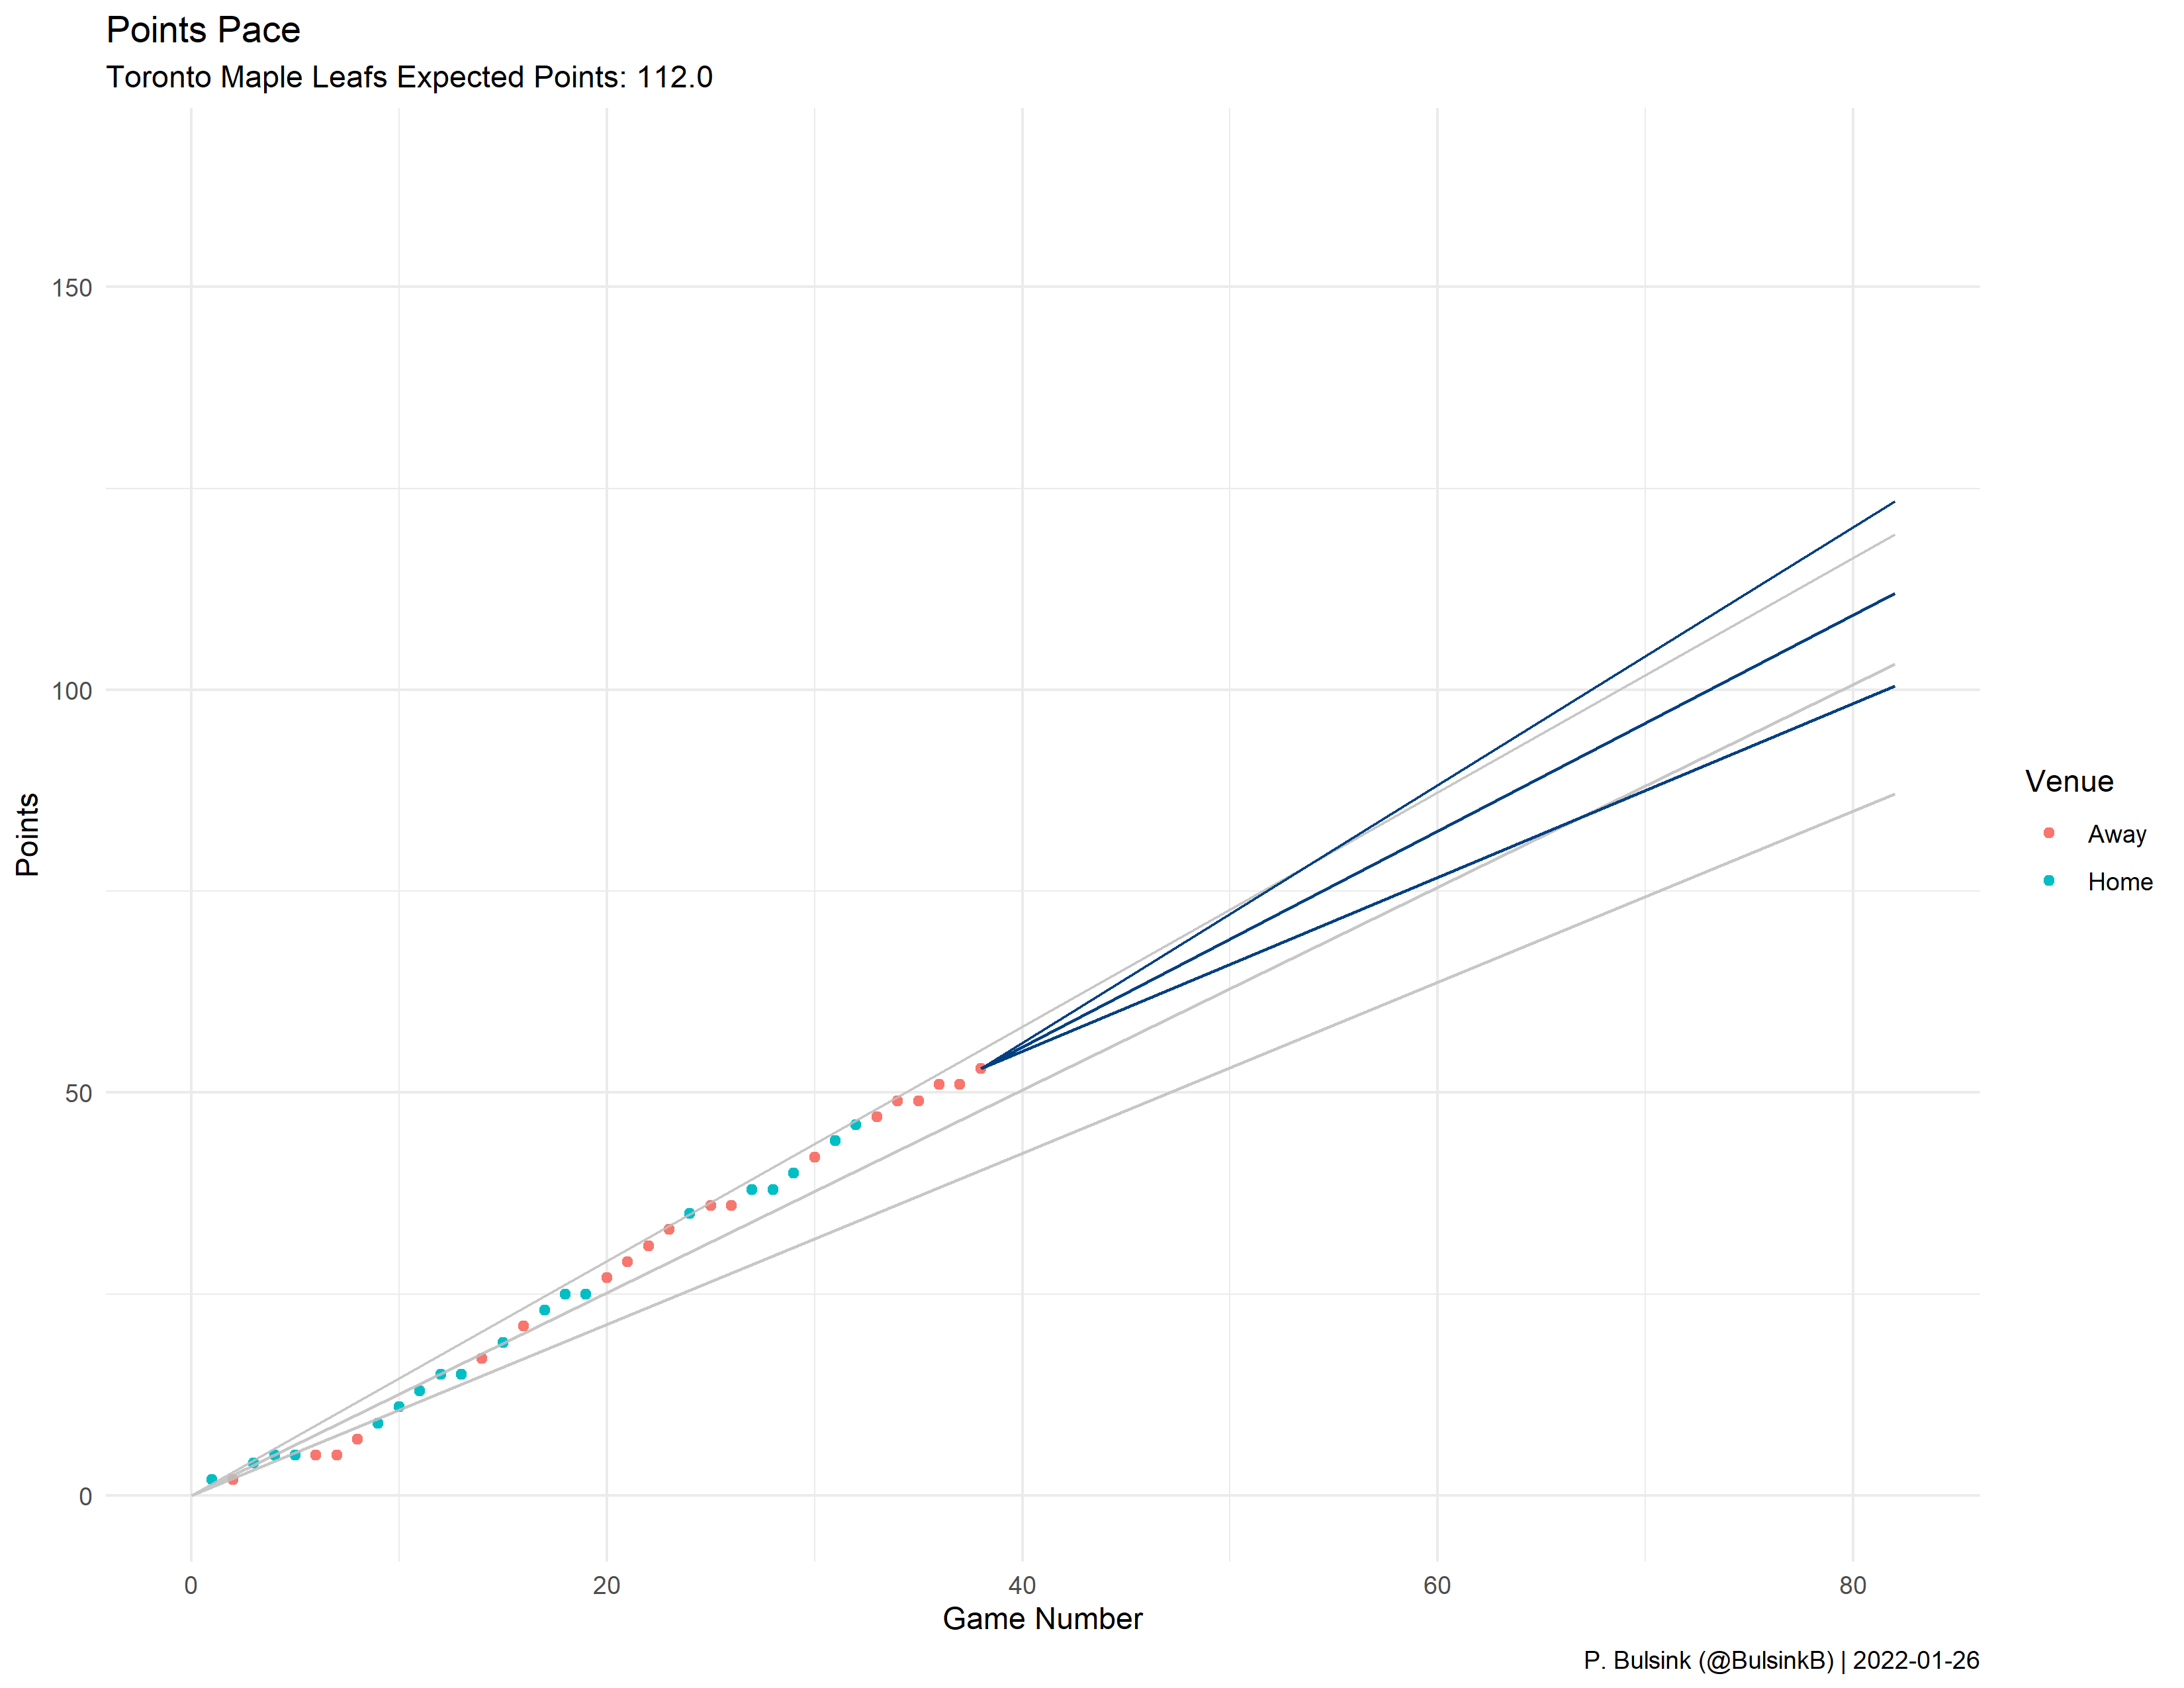 Points Pace
Toronto Maple Leafs Expected Points: 112.0
150
100
50
0
Points
0 20 40 60 80
Game Number
Venue
Away
Home
P. Bulsink (@BulsinkB) | 2022-01-26